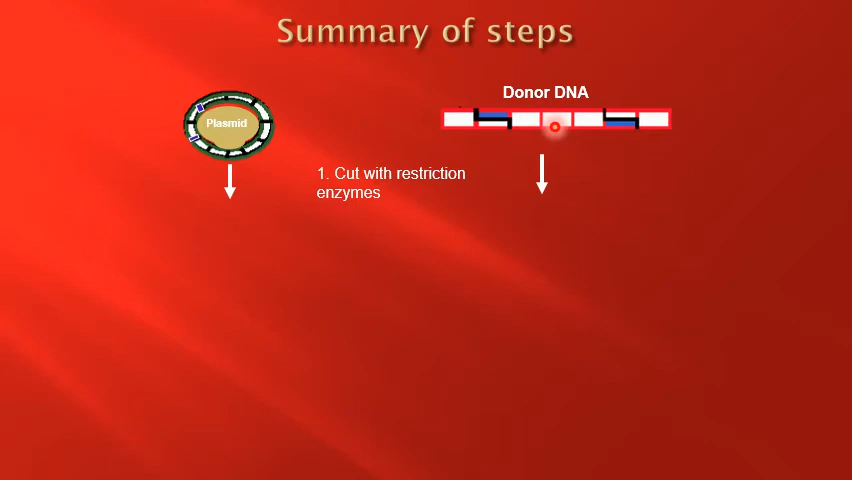 Summary of steps
Donor DNA
Plasmid
1. Cut with restriction
enzymes